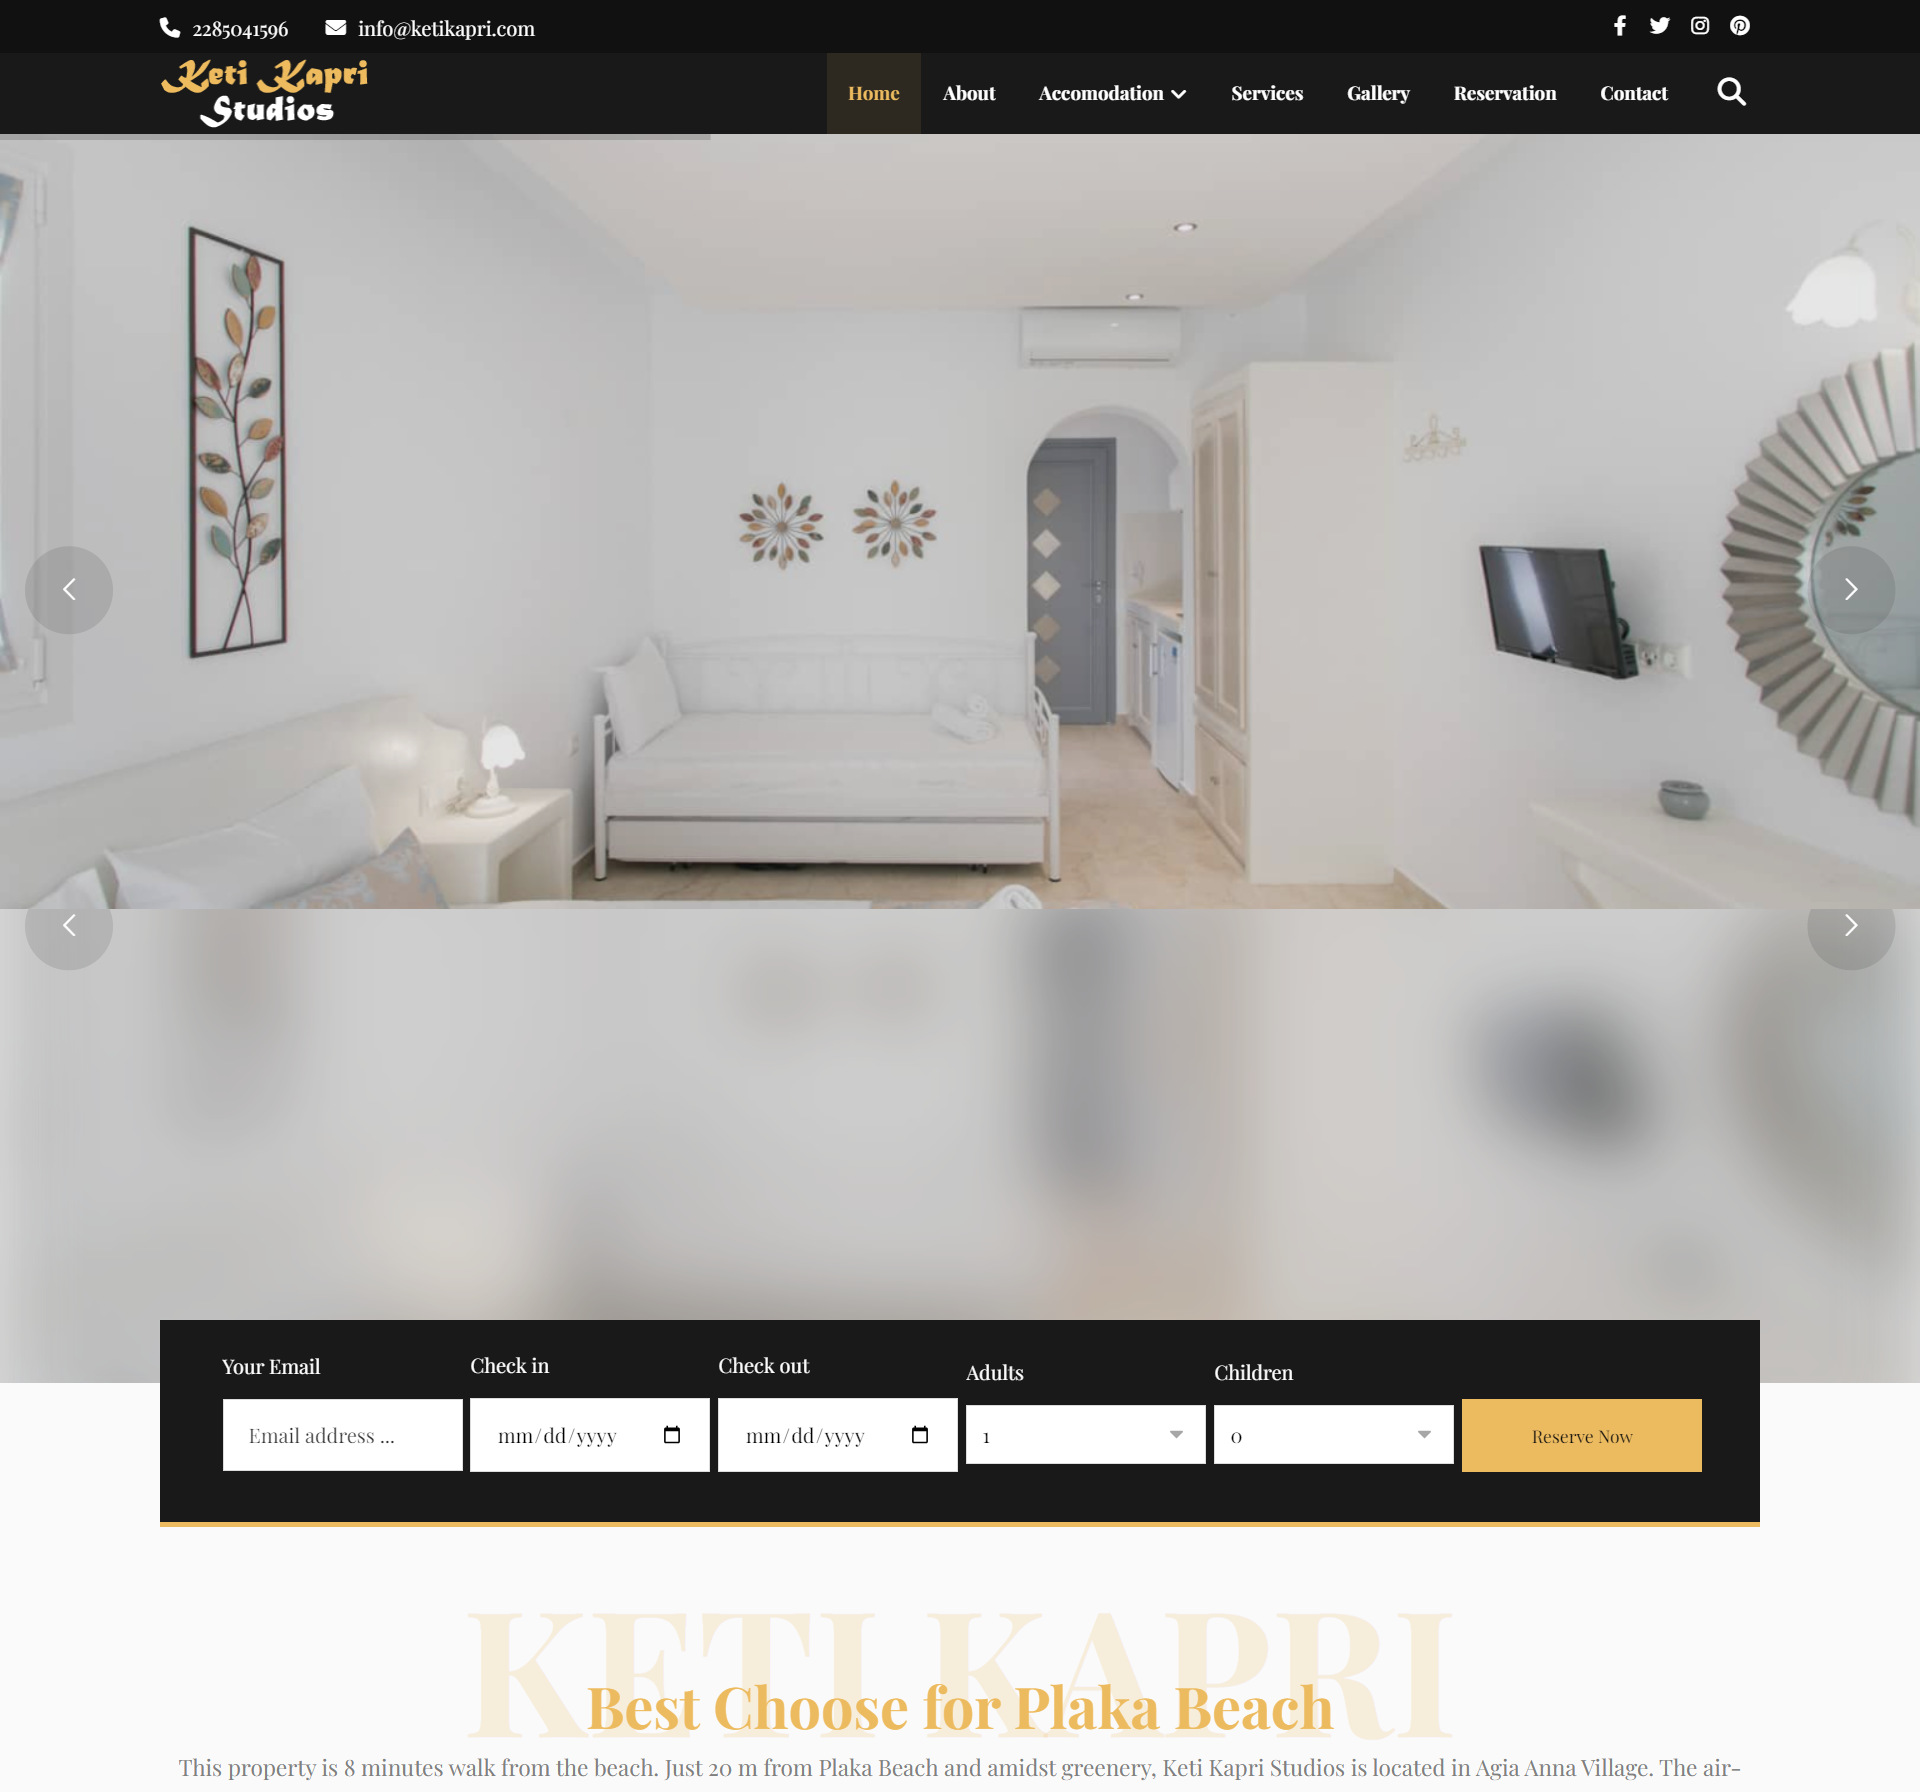 2285041596 info@ketikapri.com
Keti Kapri
Studios
Home About Accomodation Services Gallery Reservation Contact
Your Email Check in Check out Adults Children
Email address ... mm/dd/yyyy mm/dd/yyyy 1 0 Reserve Now
KETI KAPRI
Best Choose for Plaka Beach
This property is 8 minutes walk from the beach. Just 20 m from Plaka Beach and amidst greenery, Keti Kapri Studios is located in Agia Anna Village. The air-